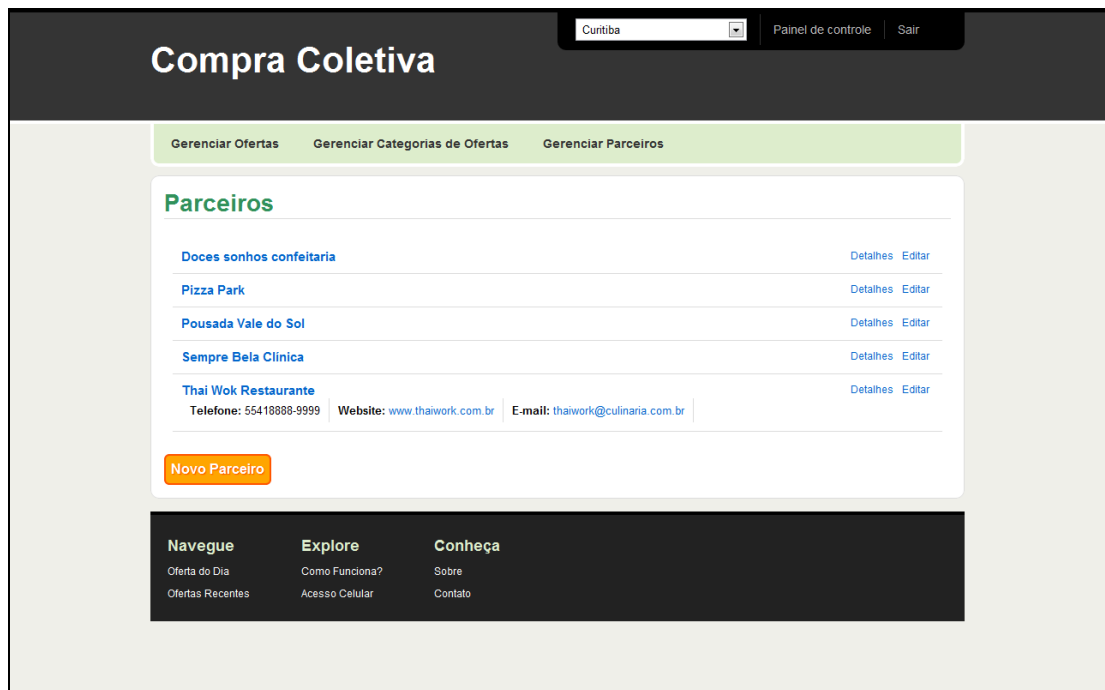 Curitiba Painel de controle Sair
Compra Coletiva
Gerenciar Ofertas Gerenciar Categorias de Ofertas Gerenciar Parceiros
Parceiros
Doces sonhos confeitaria Detalhes Editar
Pizza Park Detalhes Editar
Pousada Vale do Sol Detalhes Editar
Sempre Bela Clínica Detalhes Editar
Thai Wok Restaurante Detalhes Editar
Telefone: 55418888-9999 Website: www.thaiwork.com.br E-mail: thaiwork@culinaria.com.br
Novo Parceiro
Navegue Explore Conheça
Oferta do Dia Como Funciona? Sobre
Ofertas Recentes Acesso Celular Contato